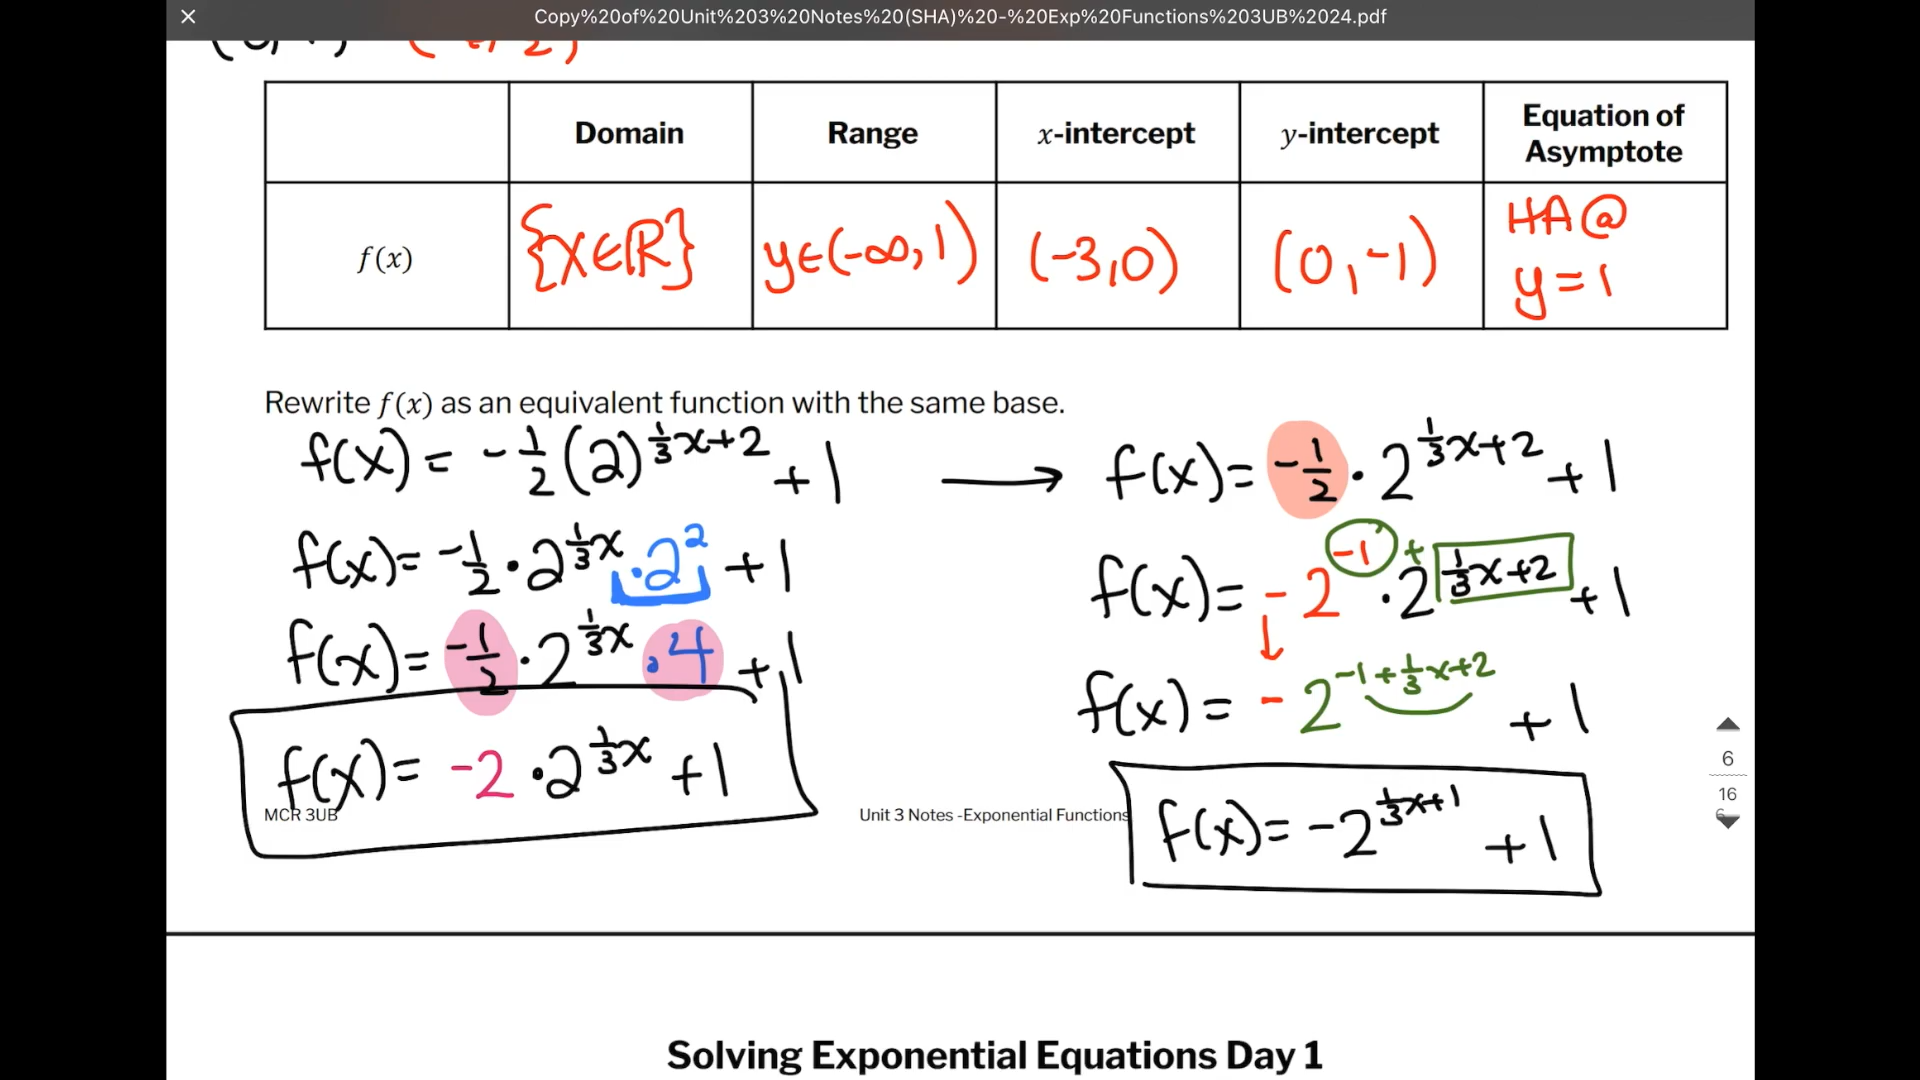 Copy%20of%20Unit%203%20Notes%20(SHA)%20-%20Exp%20Functions%203UB%2024.pdf
Domain Range x-intercept y-intercept Equation of Asymptote
f(x) {x∈ℝ} y∈(-∞,1) (-3,0) (0,-1) HA@ y=1
Rewrite f(x) as an equivalent function with the same base.
f(x) = -1/2 (2)^(1/3x+2) + 1
f(x) = -1/2 · 2^(1/3x) · 2^2 + 1
f(x) = -1/2 · 2^(1/3x) · 4 + 1
f(x) = -2 · 2^(1/3x) + 1
→ f(x) = -1/2 · 2^(1/3x+2) + 1
f(x) = -2^(-1) + · 2^(1/3x+2) + 1
f(x) = -2^(-1+1/3x+2) + 1
f(x) = -2^(1/3x+1) + 1
MCR 3UB
Unit 3 Notes -Exponential Functions
6
16
Solving Exponential Equations Day 1